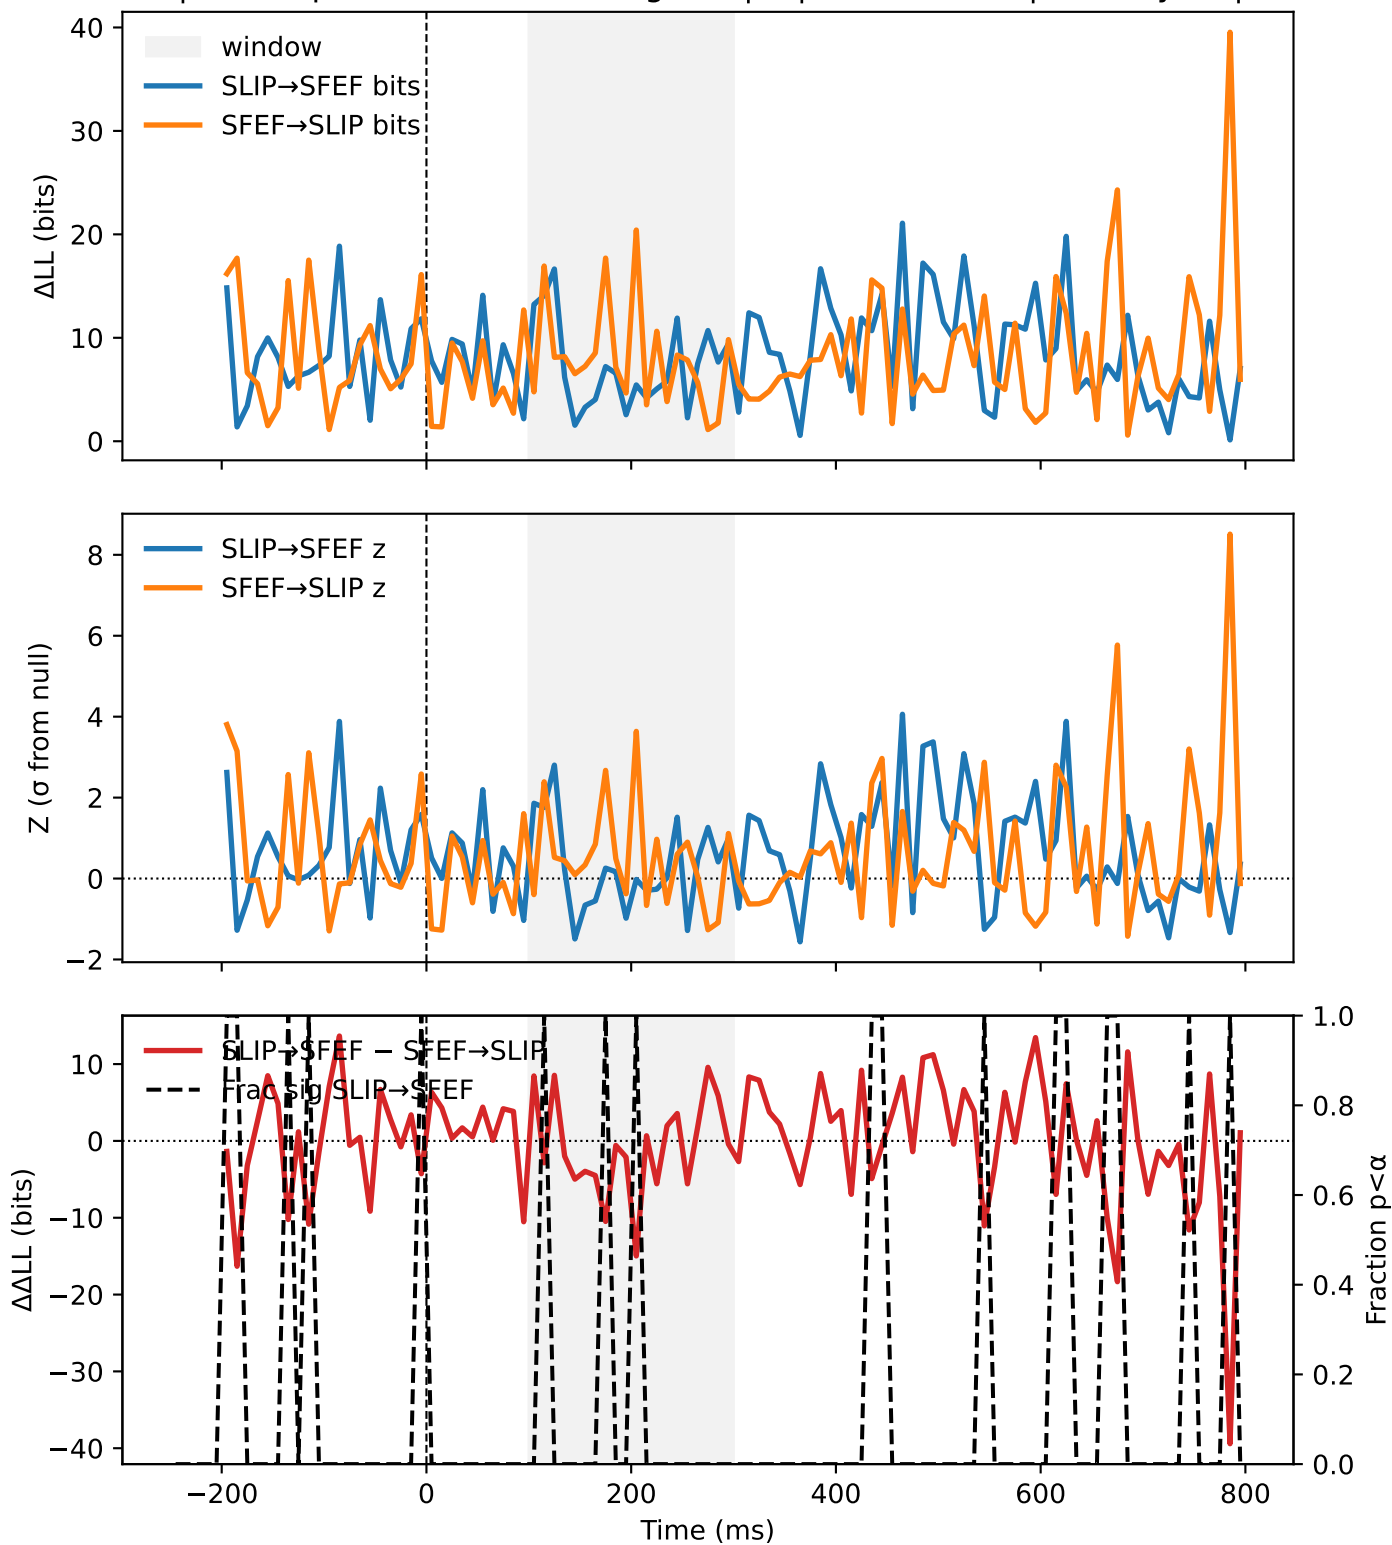 40
30
20
10
0
ΔLL (bits)
window
SLIP→SFEF bits
SFEF→SLIP bits
8
6
4
2
0
−2
Z (σ from null)
SLIP→SFEF z
SFEF→SLIP z
10
0
−10
−20
−30
−40
ΔΔLL (bits)
SLIP→SFEF − SFEF→SLIP
Frac sig SLIP→SFEF
1.0
0.8
0.6
0.4
0.2
0.0
Fraction p<α
−200 0 200 400 600 800
Time (ms)